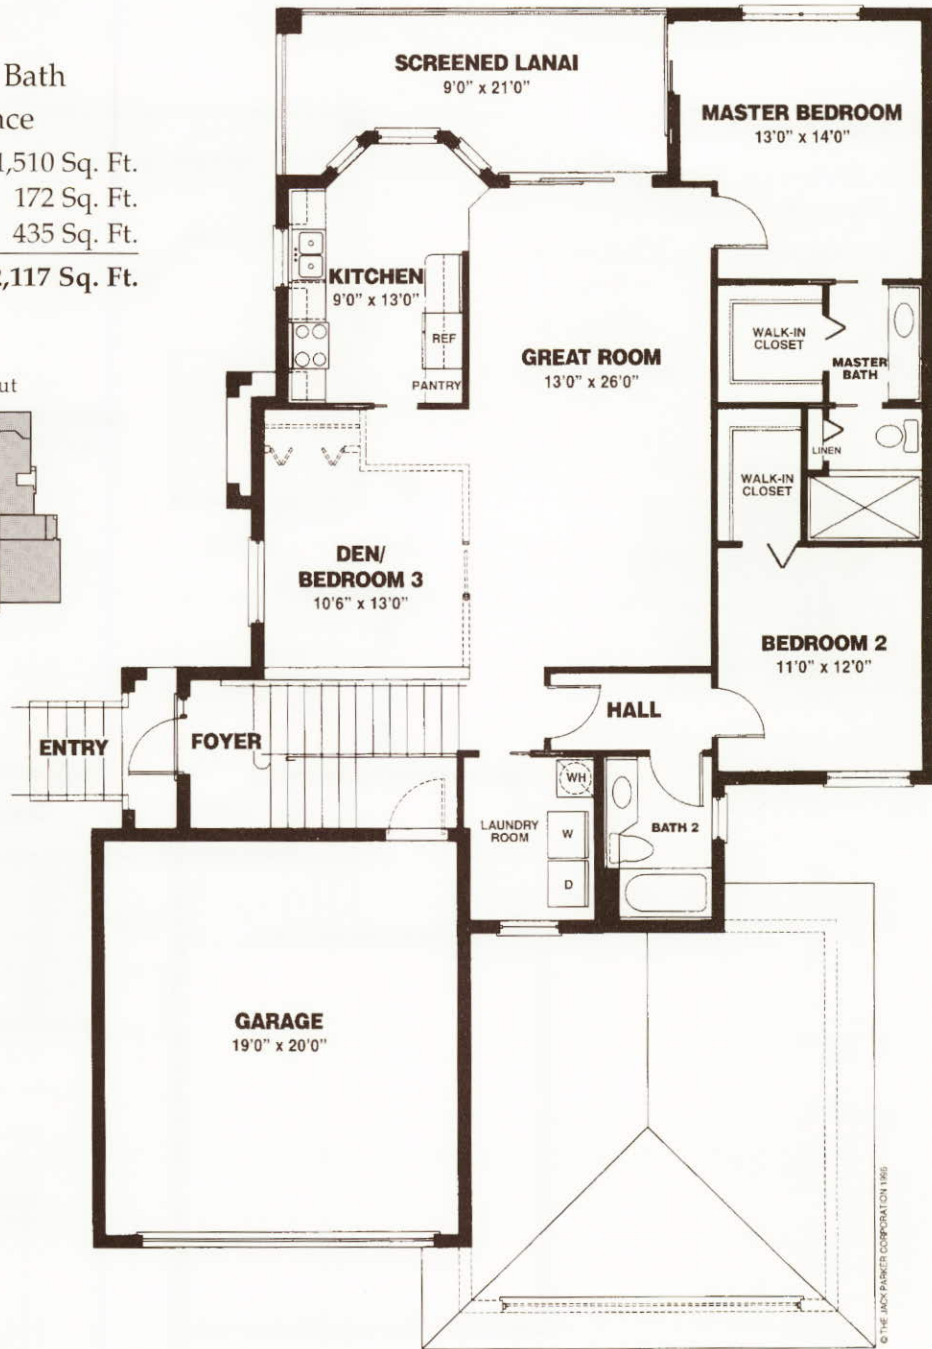 Bath
nce
1,510 Sq. Ft.
172 Sq. Ft.
435 Sq. Ft.
2,117 Sq. Ft.
ut
SCREENED LANAI
9'0" x 21'0"
MASTER BEDROOM
13'0" x 14'0"
KITCHEN
9'0" x 13'0"
REF
PANTRY
GREAT ROOM
13'0" x 26'0"
WALK-IN
CLOSET
MASTER
BATH
LINEN
WALK-IN
CLOSET
DEN/
BEDROOM 3
10'6" x 13'0"
BEDROOM 2
11'0" x 12'0"
HALL
ENTRY
FOYER
WH
LAUNDRY
ROOM
W
D
BATH 2
GARAGE
19'0" x 20'0"
© THE JACK PARKER CORPORATION 1995